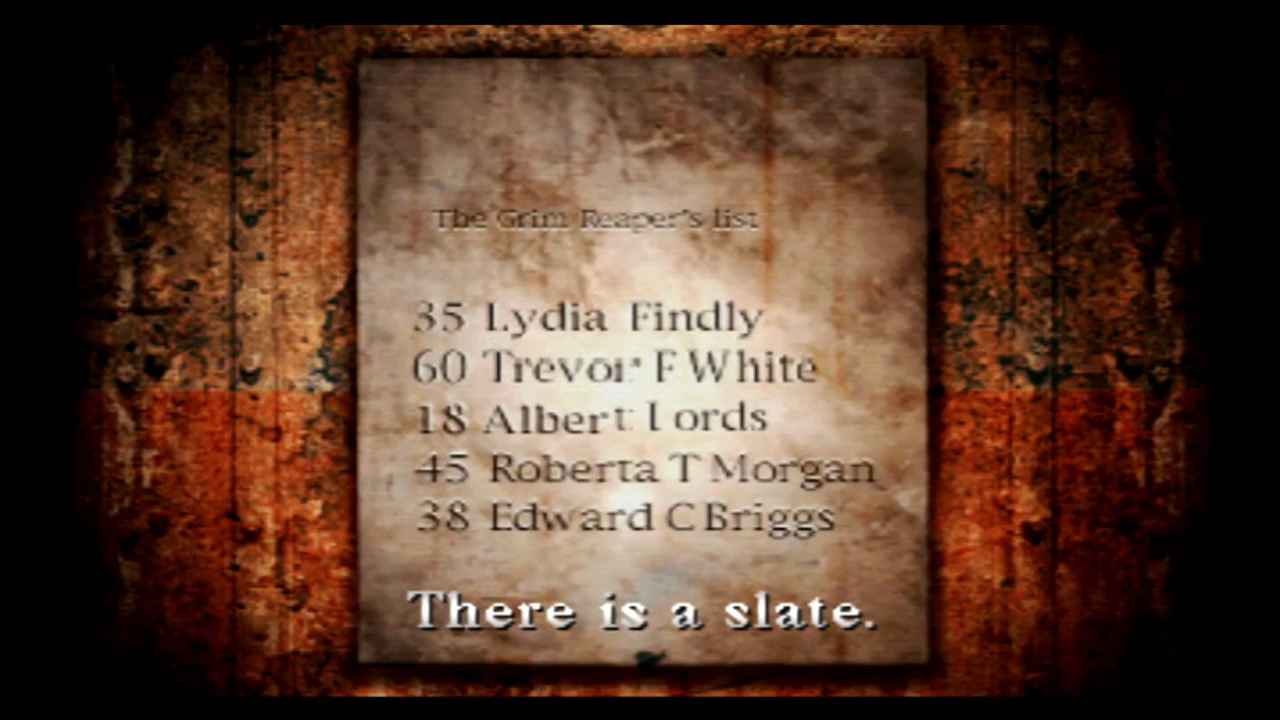 The Grim Reaper's list
35 Lydia Findly
60 Trevor F White
18 Albert Lords
45 Roberta T Morgan
38 Edward C Briggs
There is a slate.